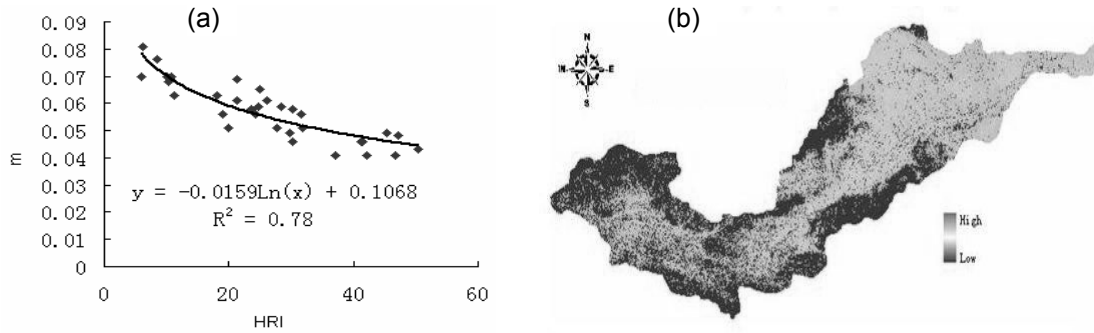 (a)
0.09
0.08
0.07
0.06
0.05
0.04
0.03
0.02
0.01
0
m
y = -0.0159Ln(x) + 0.1068
R² = 0.78
0 20 40 60
HRI
(b)
N
W E
S
High
Low